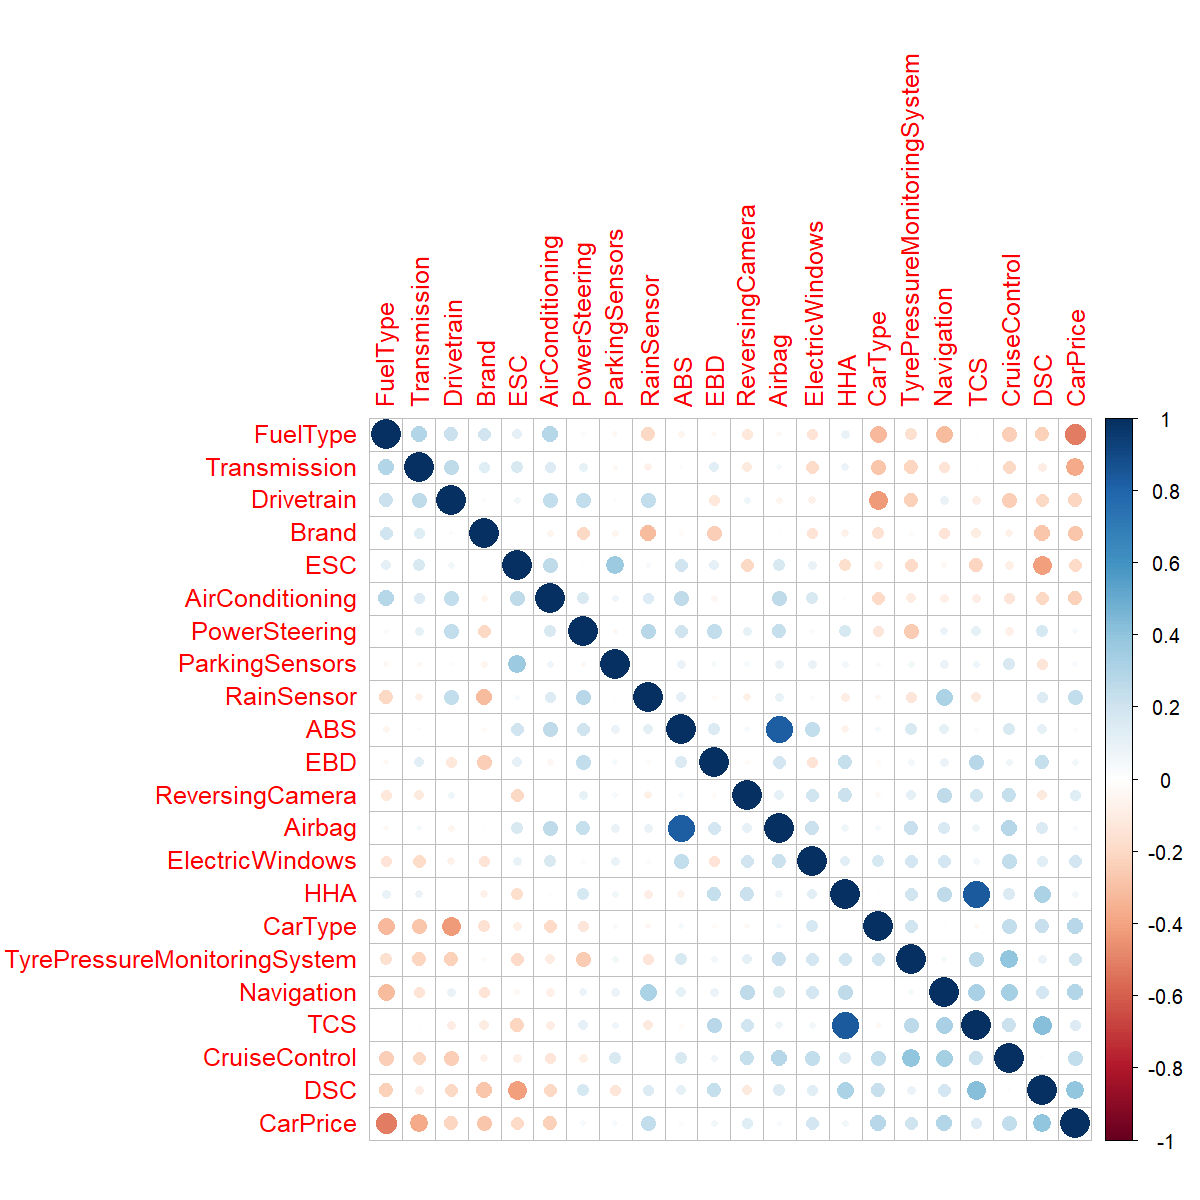 FuelType
Transmission
Drivetrain
Brand
ESC
AirConditioning
PowerSteering
ParkingSensors
RainSensor
ABS
EBD
ReversingCamera
Airbag
ElectricWindows
HHA
CarType
TyrePressureMonitoringSystem
Navigation
TCS
CruiseControl
DSC
CarPrice
FuelType
Transmission
Drivetrain
Brand
ESC
AirConditioning
PowerSteering
ParkingSensors
RainSensor
ABS
EBD
ReversingCamera
Airbag
ElectricWindows
HHA
CarType
TyrePressureMonitoringSystem
Navigation
TCS
CruiseControl
DSC
CarPrice
1
0.8
0.6
0.4
0.2
0
-0.2
-0.4
-0.6
-0.8
-1